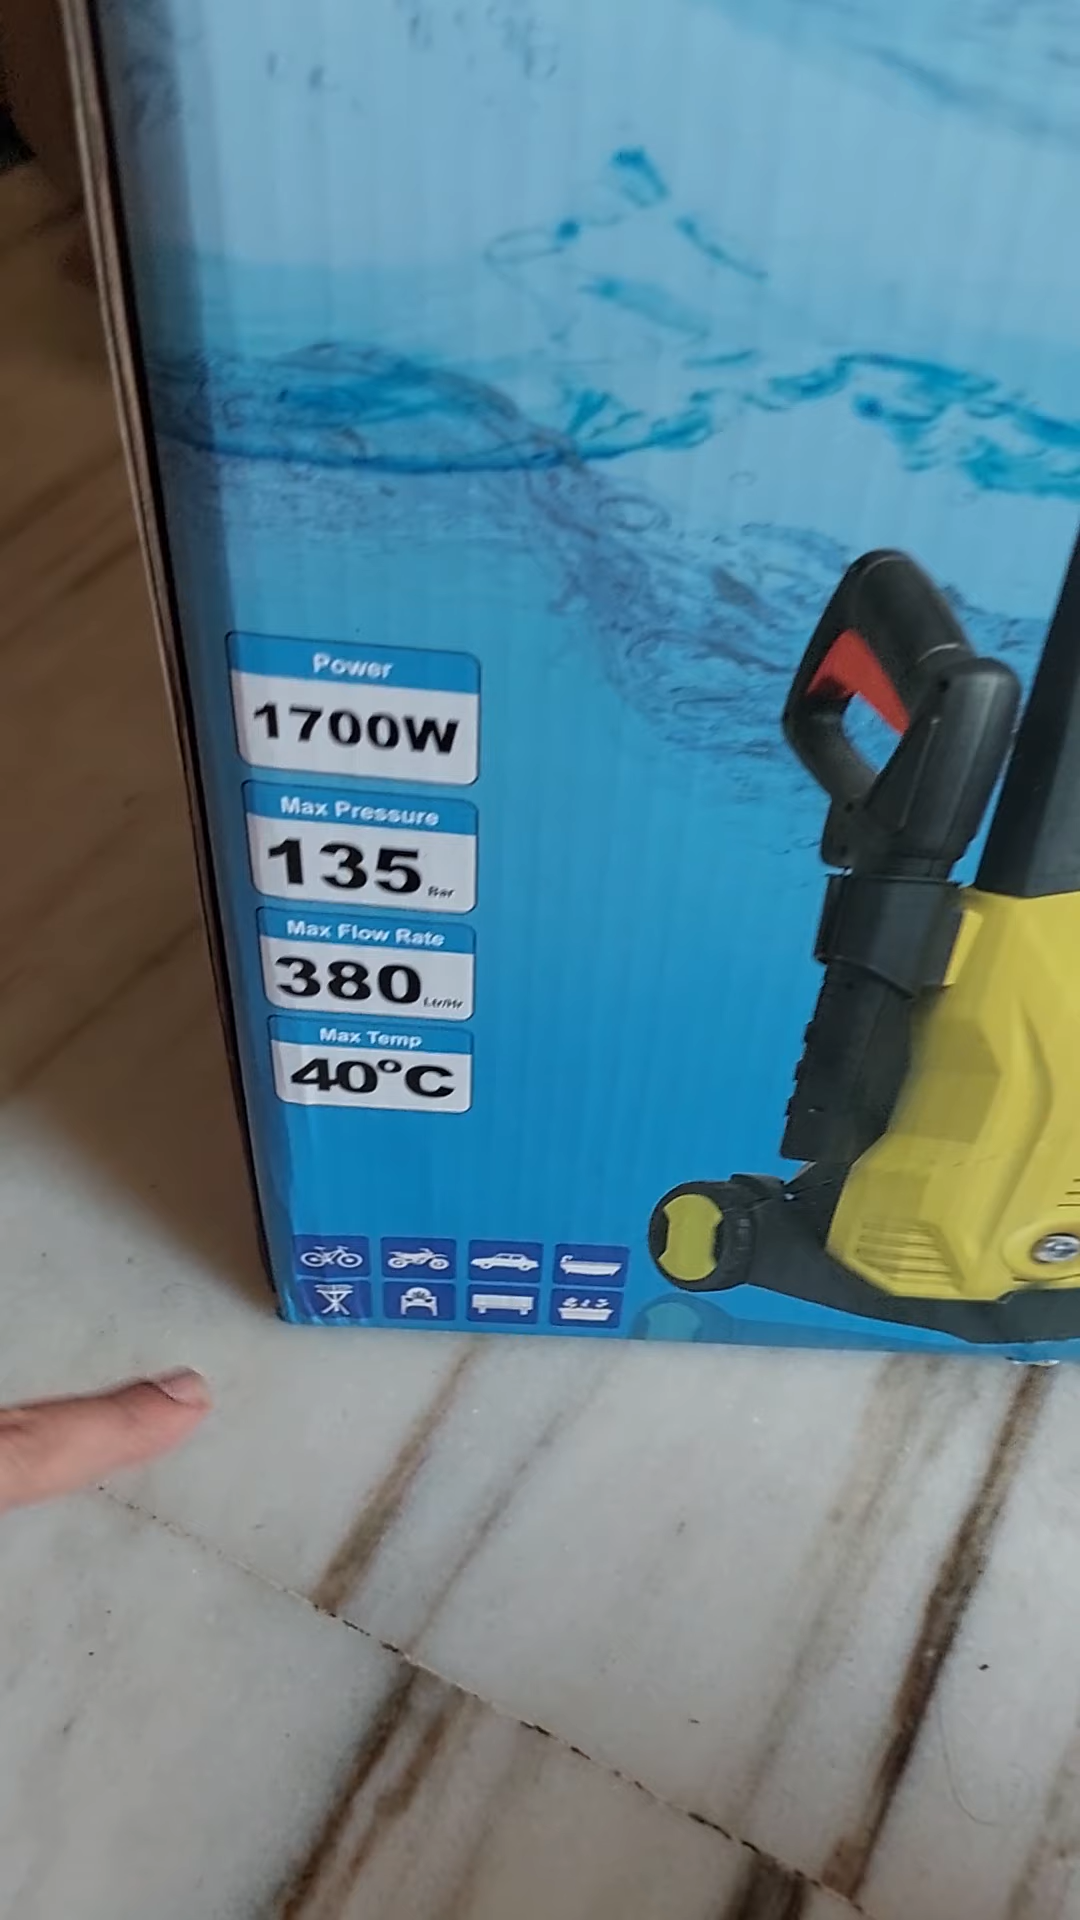 Power
1700W
Max Pressure
135 Bar
Max Flow Rate
380 Ltr/Hr
Max Temp
40°C